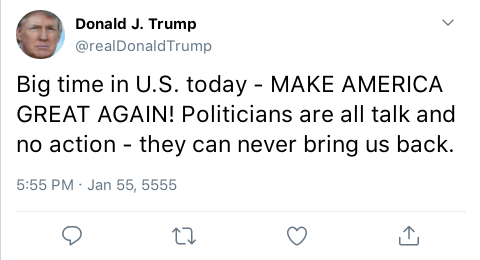 Donald J. Trump
@realDonaldTrump
Big time in U.S. today - MAKE AMERICA
GREAT AGAIN! Politicians are all talk and
no action - they can never bring us back.
5:55 PM · Jan 55, 5555